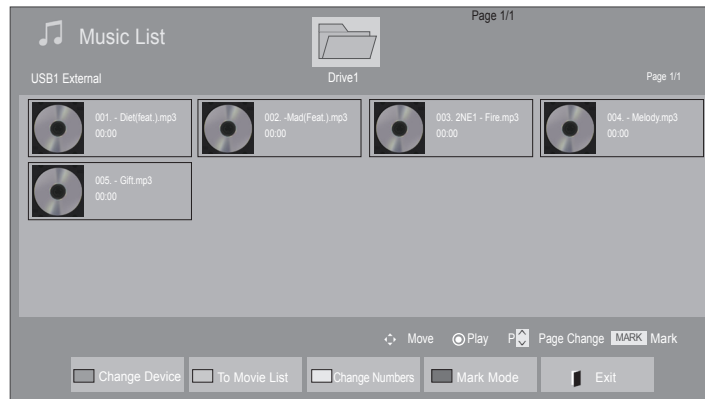 Page 1/1
Music List
USB1 External
Drive1
Page 1/1
001. - Diet(feat.).mp3
00:00
002. -Mad(Feat.).mp3
00:00
003. 2NE1 - Fire.mp3
00:00
004. - Melody.mp3
00:00
005. - Gift.mp3
00:00
Move Play P Page Change MARK Mark
Change Device To Movie List Change Numbers Mark Mode Exit